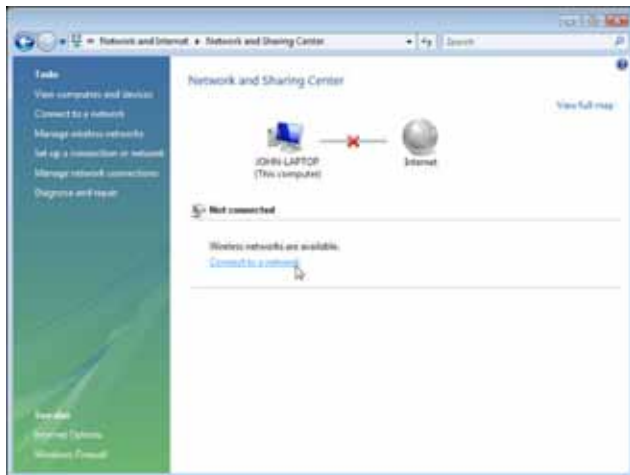 Network and Internet ▸ Network and Sharing Center
Search
Tasks
View computers and devices
Connect to a network
Manage wireless networks
Set up a connection or network
Manage network connections
Diagnose and repair
Network and Sharing Center
View full map
JOHN-LAPTOP
(This computer)
Internet
Not connected
Wireless networks are available.
Connect to a network
See also
Internet Options
Windows Firewall